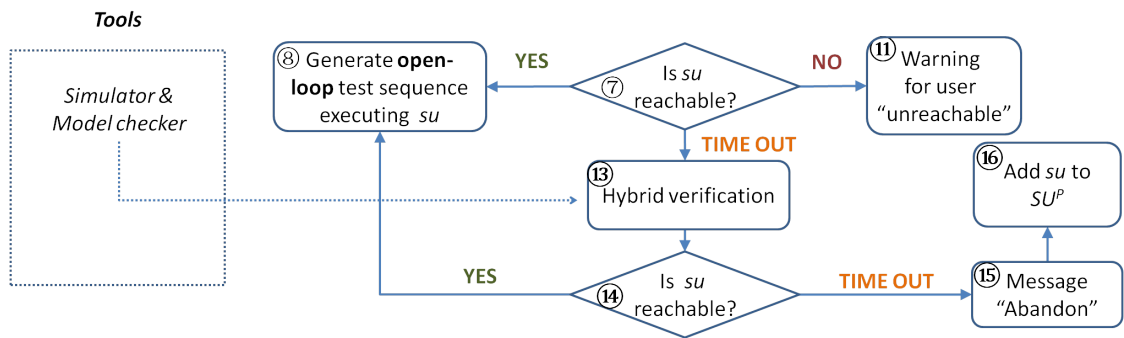 Tools
Simulator &
Model checker
⑧ Generate open-
loop test sequence
executing su
YES
⑦
Is su
reachable?
NO
⑪
Warning
for user
“unreachable”
TIME OUT
⑬
Hybrid verification
⑯
Add su to
SUᴾ
YES
⑭
Is su
reachable?
TIME OUT
⑮
Message
“Abandon”